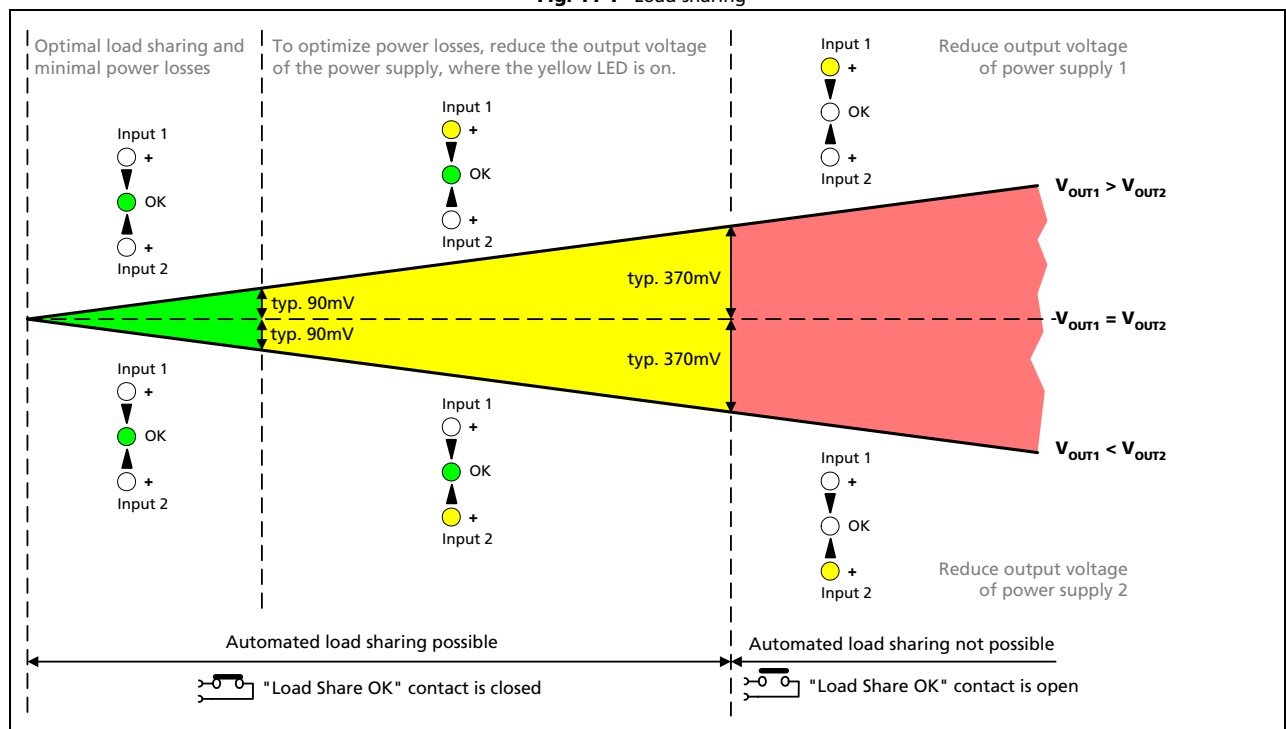 Fig. 11-1 Load sharing
Optimal load sharing and
minimal power losses
To optimize power losses, reduce the output voltage
of the power supply, where the yellow LED is on.
Input 1
+
OK
+
Input 2
Reduce output voltage
of power supply 1
Input 1
+
OK
+
Input 2
Input 1
+
OK
+
Input 2
VOUT1 > VOUT2
typ. 370mV
typ. 90mV
VOUT1 = VOUT2
typ. 90mV
typ. 370mV
Input 1
+
OK
+
Input 2
Input 1
+
OK
+
Input 2
VOUT1 < VOUT2
Input 1
+
OK
+
Input 2
Reduce output voltage
of power supply 2
Automated load sharing possible
Automated load sharing not possible
"Load Share OK" contact is closed
"Load Share OK" contact is open